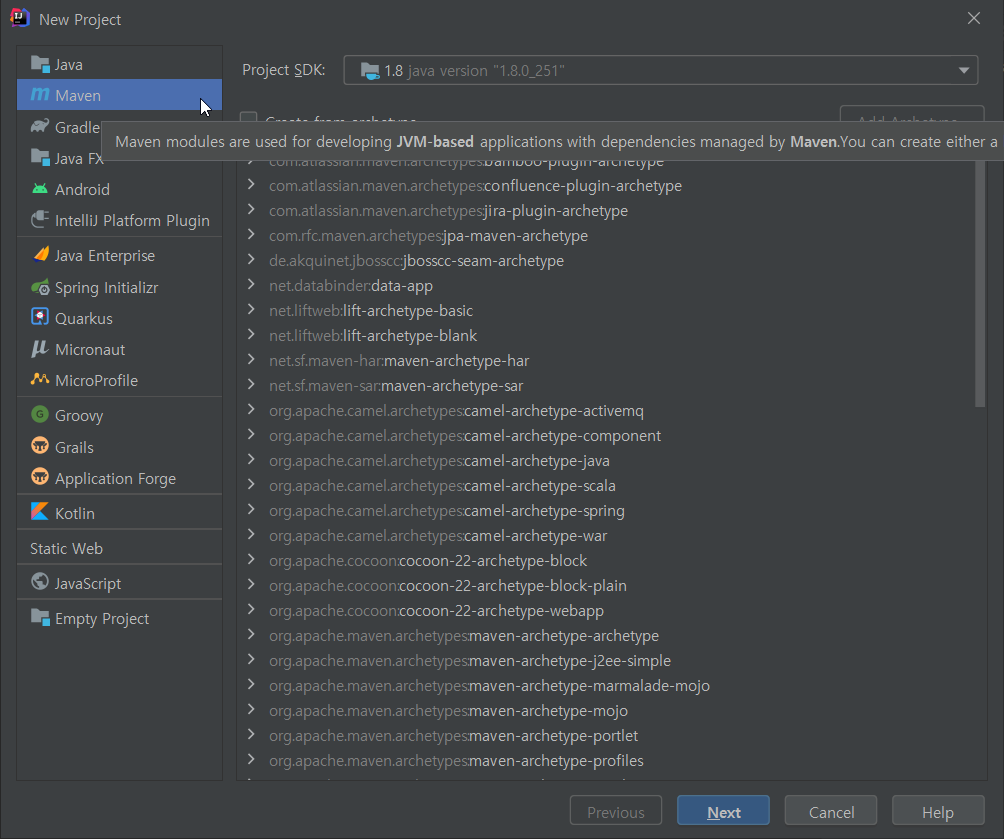 New Project
Java
Maven
Gradle
Java FX
Android
IntelliJ Platform Plugin
Java Enterprise
Spring Initializr
Quarkus
Micronaut
MicroProfile
Groovy
Grails
Application Forge
Kotlin
Static Web
JavaScript
Empty Project
Project SDK: 1.8 java version "1.8.0_251"
Create from archetype Add Archetype...
Maven modules are used for developing JVM-based applications with dependencies managed by Maven.You can create either a
com.atlassian.maven.archetypes:bamboo-plugin-archetype
com.atlassian.maven.archetypes:confluence-plugin-archetype
com.atlassian.maven.archetypes:jira-plugin-archetype
com.rfc.maven.archetypes:jpa-maven-archetype
de.akquinet.jbosscc:jbosscc-seam-archetype
net.databinder:data-app
net.liftweb:lift-archetype-basic
net.liftweb:lift-archetype-blank
net.sf.maven-har:maven-archetype-har
net.sf.maven-sar:maven-archetype-sar
org.apache.camel.archetypes:camel-archetype-activemq
org.apache.camel.archetypes:camel-archetype-component
org.apache.camel.archetypes:camel-archetype-java
org.apache.camel.archetypes:camel-archetype-scala
org.apache.camel.archetypes:camel-archetype-spring
org.apache.camel.archetypes:camel-archetype-war
org.apache.cocoon:cocoon-22-archetype-block
org.apache.cocoon:cocoon-22-archetype-block-plain
org.apache.cocoon:cocoon-22-archetype-webapp
org.apache.maven.archetypes:maven-archetype-archetype
org.apache.maven.archetypes:maven-archetype-j2ee-simple
org.apache.maven.archetypes:maven-archetype-marmalade-mojo
org.apache.maven.archetypes:maven-archetype-mojo
org.apache.maven.archetypes:maven-archetype-portlet
org.apache.maven.archetypes:maven-archetype-profiles
Previous Next Cancel Help